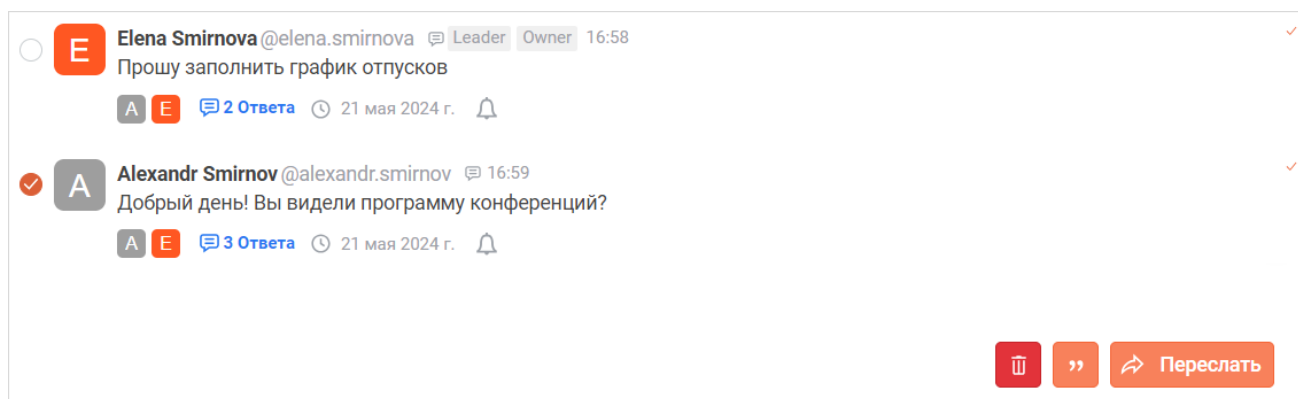 E Elena Smirnova @elena.smirnova Leader Owner 16:58
Прошу заполнить график отпусков
A E 2 Ответа 21 мая 2024 г.
A Alexandr Smirnov @alexandr.smirnov 16:59
Добрый день! Вы видели программу конференций?
A E 3 Ответа 21 мая 2024 г.
Переслать